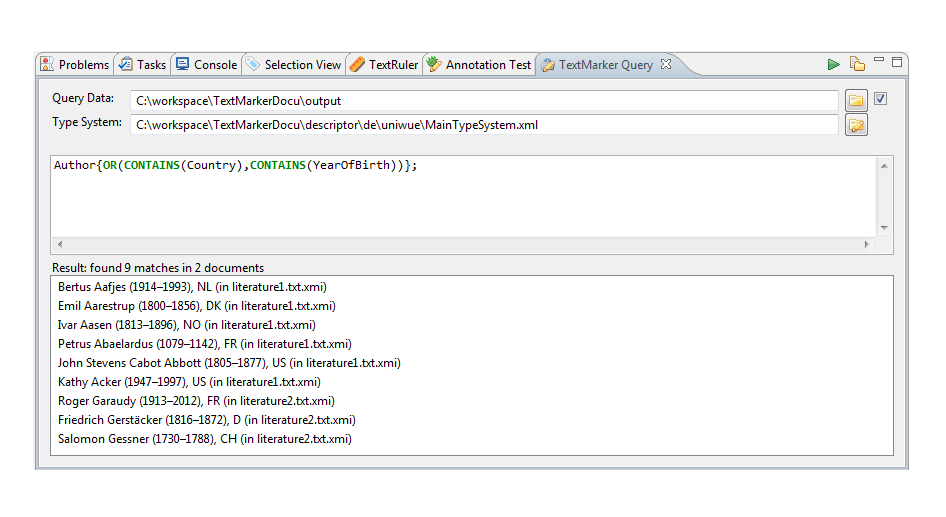 Problems Tasks Console Selection View TextRuler Annotation Test TextMarker Query
Query Data: C:\workspace\TextMarkerDocu\output
Type System: C:\workspace\TextMarkerDocu\descriptor\de\uniwue\MainTypeSystem.xml
Author{OR(CONTAINS(Country),CONTAINS(YearOfBirth))};
Result: found 9 matches in 2 documents
Bertus Aafjes (1914–1993), NL (in literature1.txt.xmi)
Emil Aarestrup (1800–1856), DK (in literature1.txt.xmi)
Ivar Aasen (1813–1896), NO (in literature1.txt.xmi)
Petrus Abaelardus (1079–1142), FR (in literature1.txt.xmi)
John Stevens Cabot Abbott (1805–1877), US (in literature1.txt.xmi)
Kathy Acker (1947–1997), US (in literature1.txt.xmi)
Roger Garaudy (1913–2012), FR (in literature2.txt.xmi)
Friedrich Gerstäcker (1816–1872), D (in literature2.txt.xmi)
Salomon Gessner (1730–1788), CH (in literature2.txt.xmi)